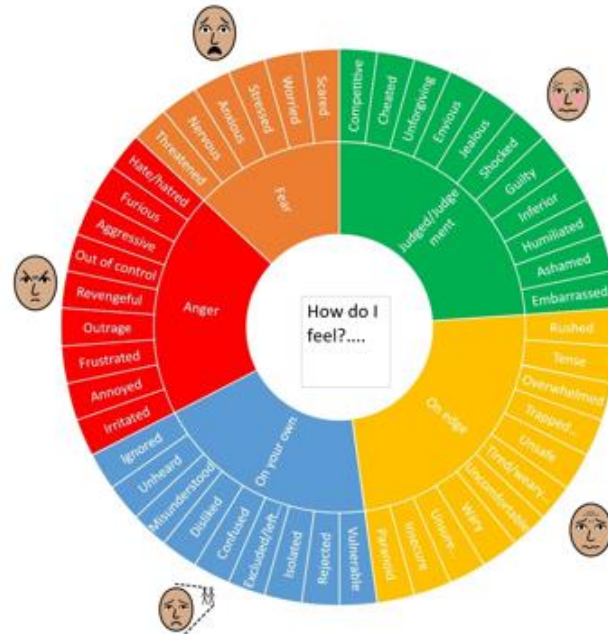 How do I
feel?....
Judged/Judge
ment
Competitive
Cheated
Unforgiving
Envious
Jealous
Shocked
Guilty
Inferior
Humiliated
Ashamed
Embarrassed
On edge
Rushed
Tense
Overwhelmed
Trapped...
Unsafe
Tired/weary...
Uncomfortable
Wary
Unsure...
Insecure
Paranoid
On your own
Vulnerable
Rejected
Isolated
Excluded/left...
Confused
Disliked
Misunderstood
Unheard
Ignored
Anger
Irritated
Annoyed
Frustrated
Outrage
Revengeful
Out of control
Aggressive
Furious
Hate/hatred
Fear
Threatened
Nervous
Anxious
Stressed
Worried
Scared